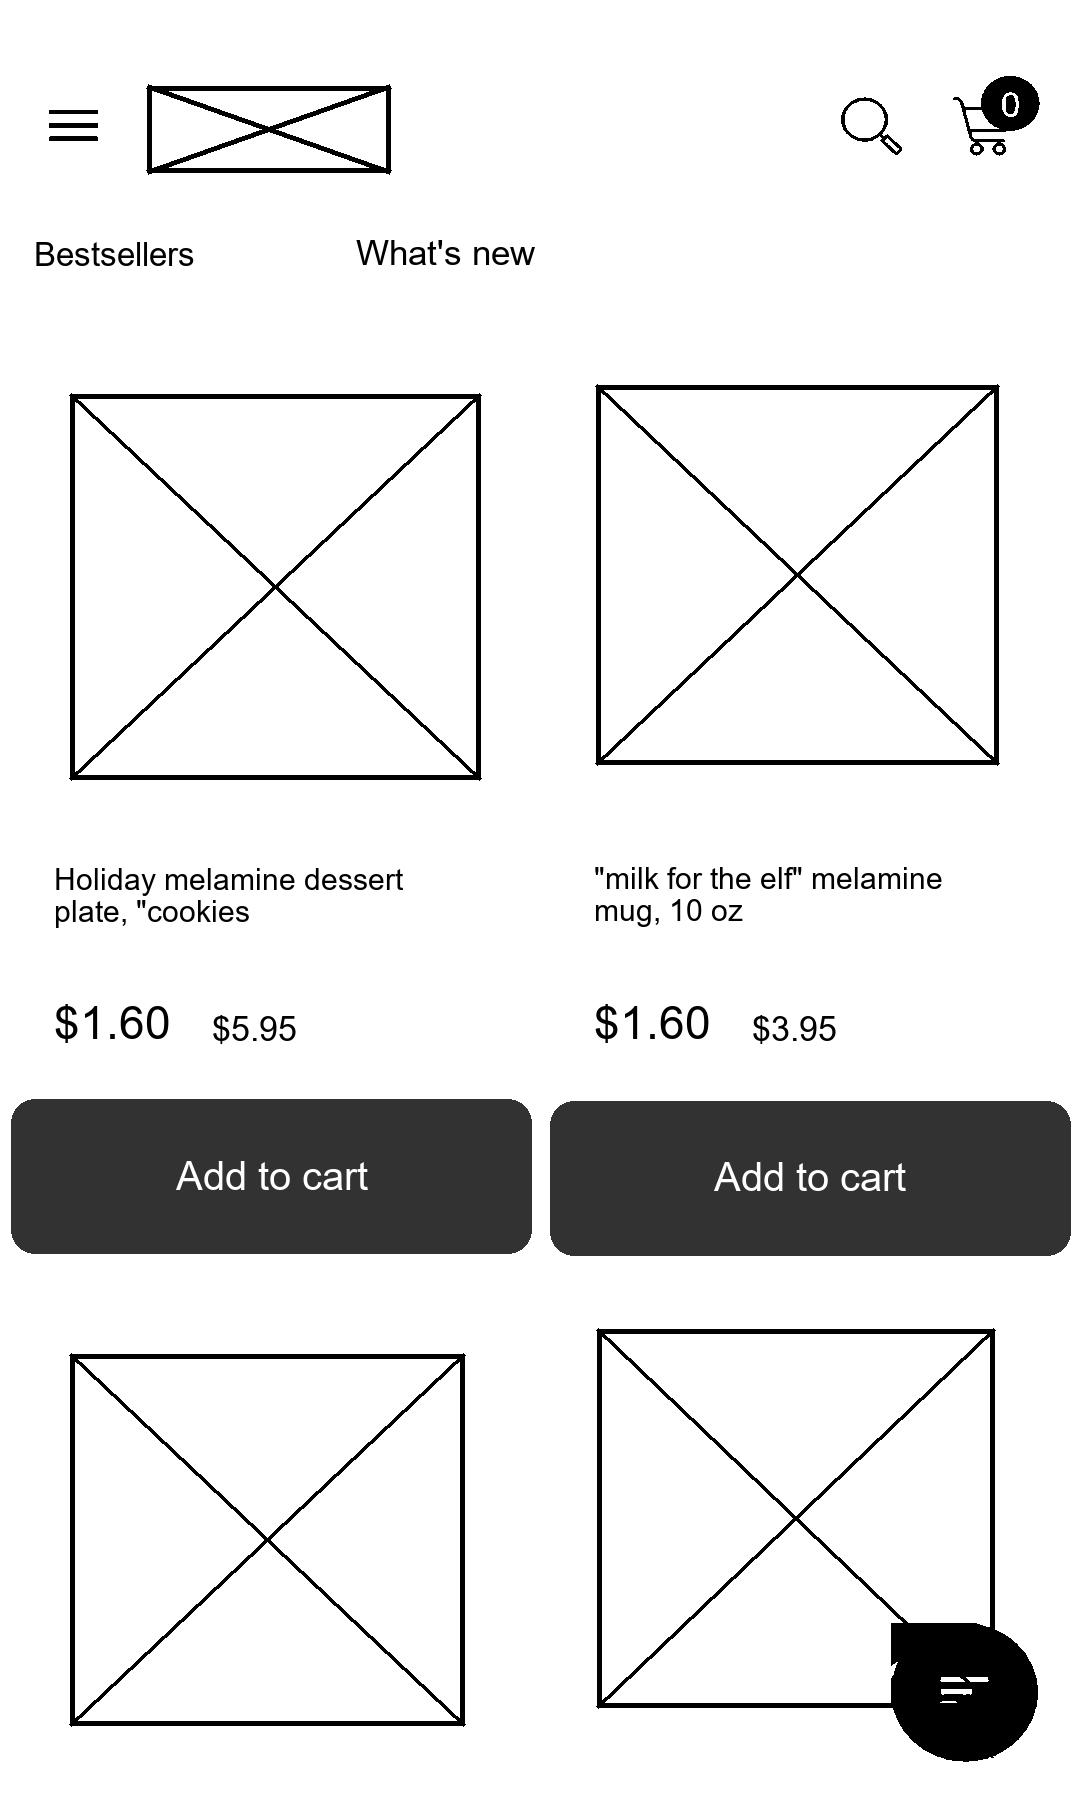 0
Bestsellers
What's new
Holiday melamine dessert
plate, "cookies
"milk for the elf" melamine
mug, 10 oz
$1.60 $5.95
$1.60 $3.95
Add to cart
Add to cart